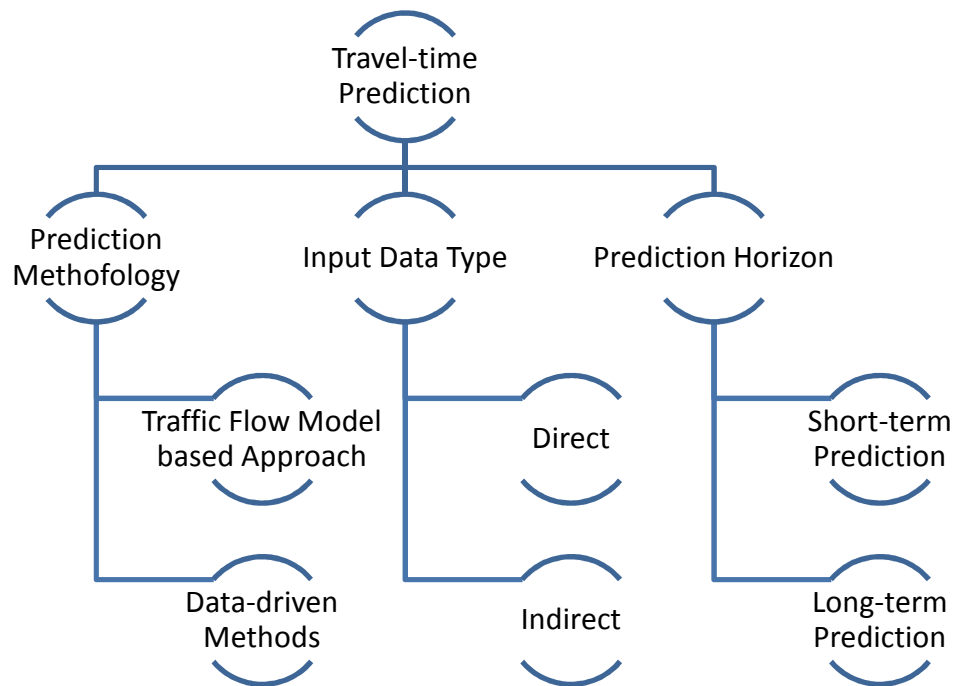 Travel-time
Prediction
Prediction
Methofology
Input Data Type
Prediction Horizon
Traffic Flow Model
based Approach
Direct
Short-term
Prediction
Data-driven
Methods
Indirect
Long-term
Prediction